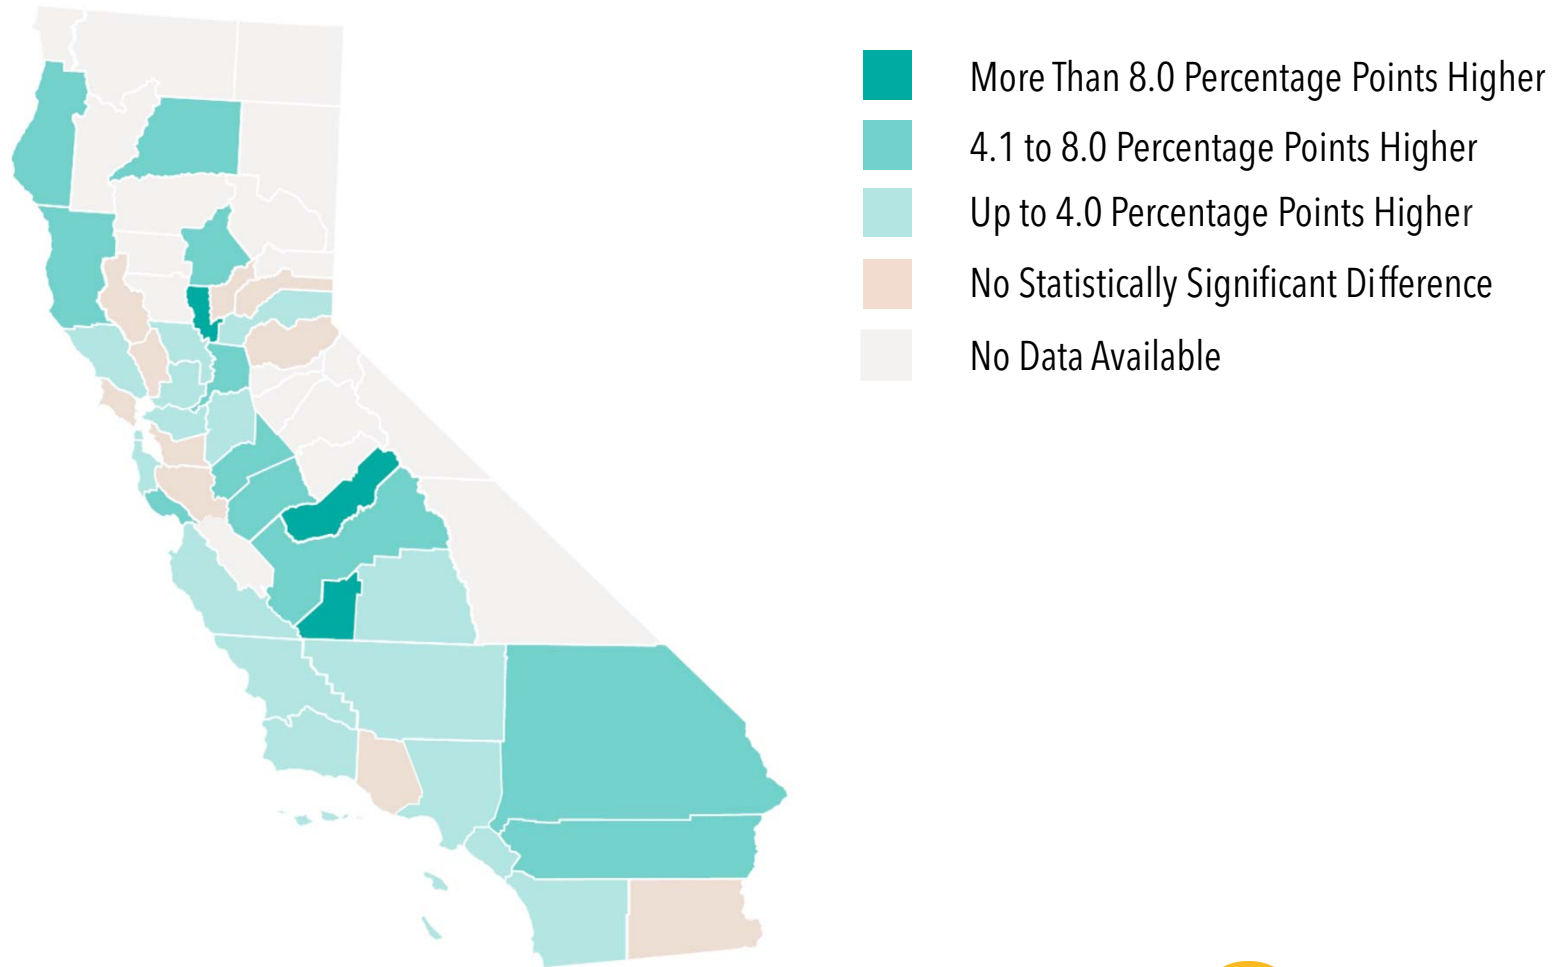 More Than 8.0 Percentage Points Higher
4.1 to 8.0 Percentage Points Higher
Up to 4.0 Percentage Points Higher
No Statistically Significant Difference
No Data Available